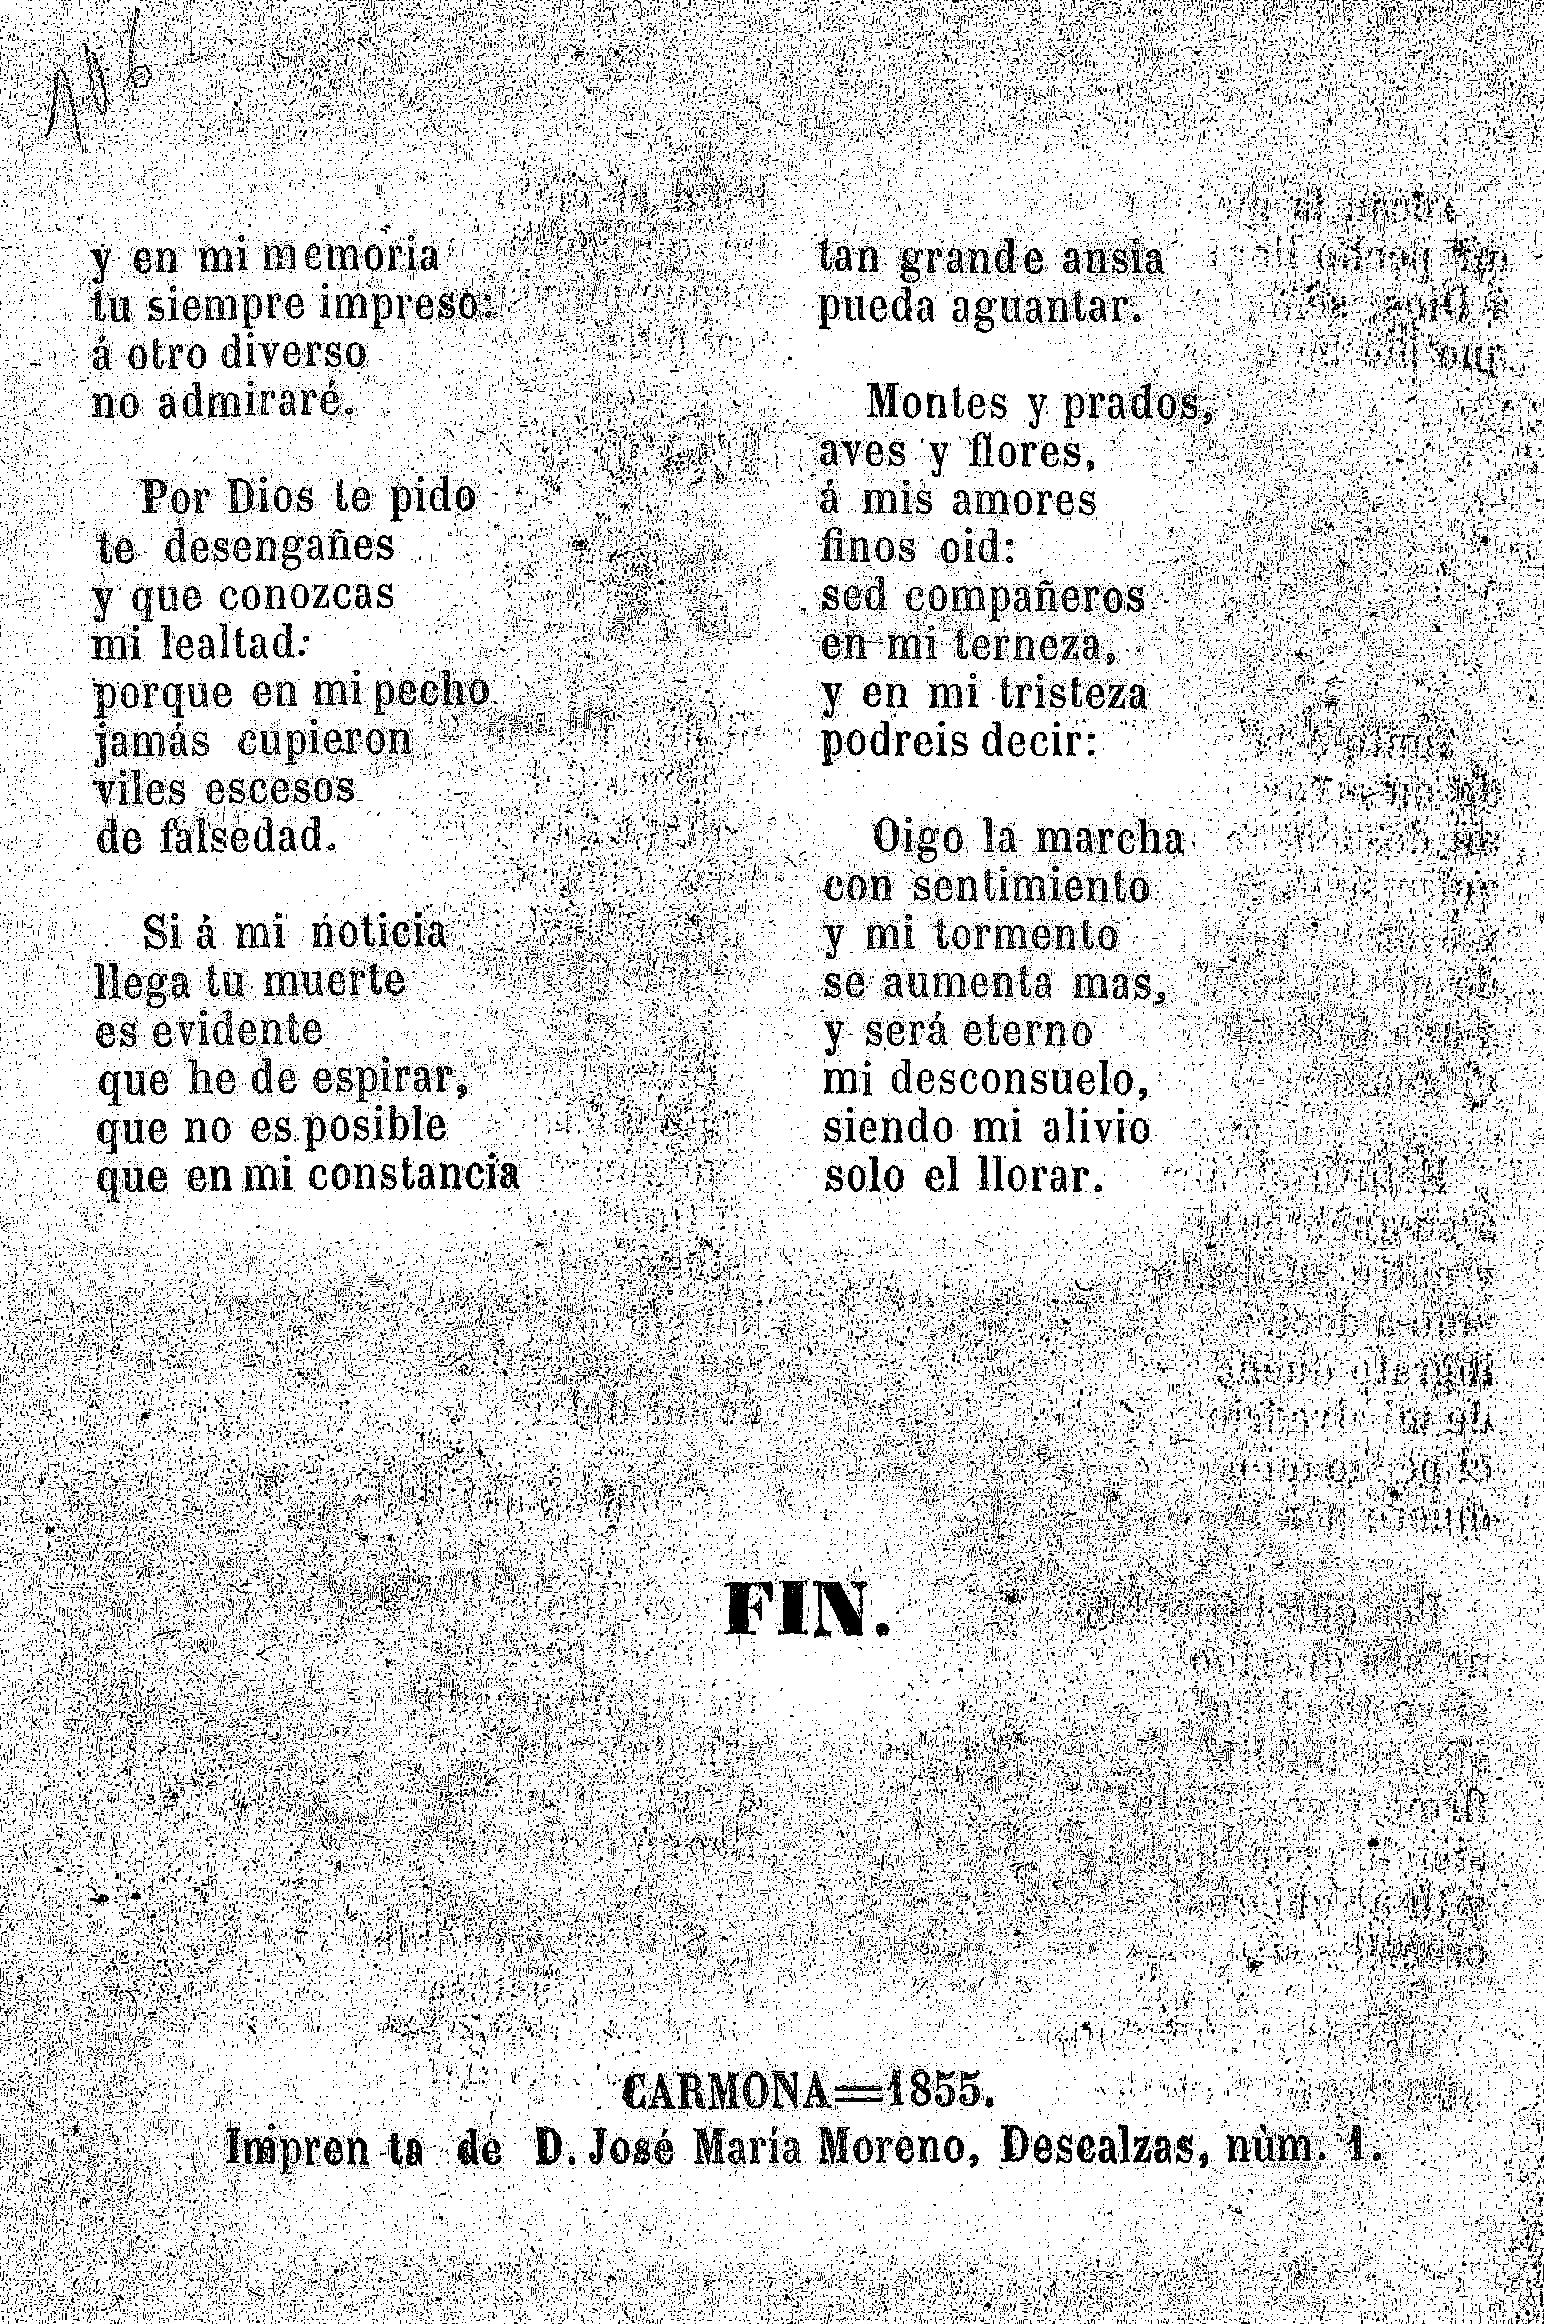 y en mi memoria
tu siempre impreso:
á otro diverso
no admiraré.
Por Dios te pido
te desengañes
y que conozcas
mi lealtad:
porque en mi pecho
jamás cupieron
viles escesos
de falsedad.
Si á mi noticia
llega tu muerte
es evidente
que he de espirar,
que no es posible
que en mi constancia
tan grande ansia
pueda aguantar.
Montes y prados,
aves y flores,
á mis amores
finos oid:
sed compañeros
en mi terneza,
y en mi tristeza
podreis decir:
Oigo la marcha
con sentimiento
y mi tormento
se aumenta mas,
y será eterno
mi desconsuelo,
siendo mi alivio
solo el llorar.
FIN.
CARMONA=1855.
Impren ta de D. José María Moreno, Descalzas, nùm. 1.